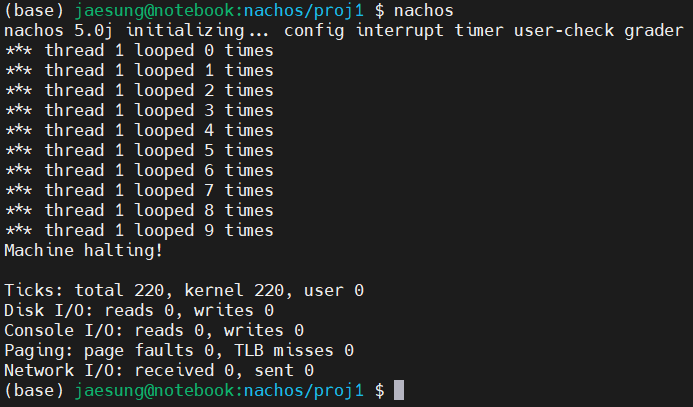 (base) jaesung@notebook:nachos/proj1 $ nachos
nachos 5.0j initializing... config interrupt timer user-check grader
*** thread 1 looped 0 times
*** thread 1 looped 1 times
*** thread 1 looped 2 times
*** thread 1 looped 3 times
*** thread 1 looped 4 times
*** thread 1 looped 5 times
*** thread 1 looped 6 times
*** thread 1 looped 7 times
*** thread 1 looped 8 times
*** thread 1 looped 9 times
Machine halting!

Ticks: total 220, kernel 220, user 0
Disk I/O: reads 0, writes 0
Console I/O: reads 0, writes 0
Paging: page faults 0, TLB misses 0
Network I/O: received 0, sent 0
(base) jaesung@notebook:nachos/proj1 $